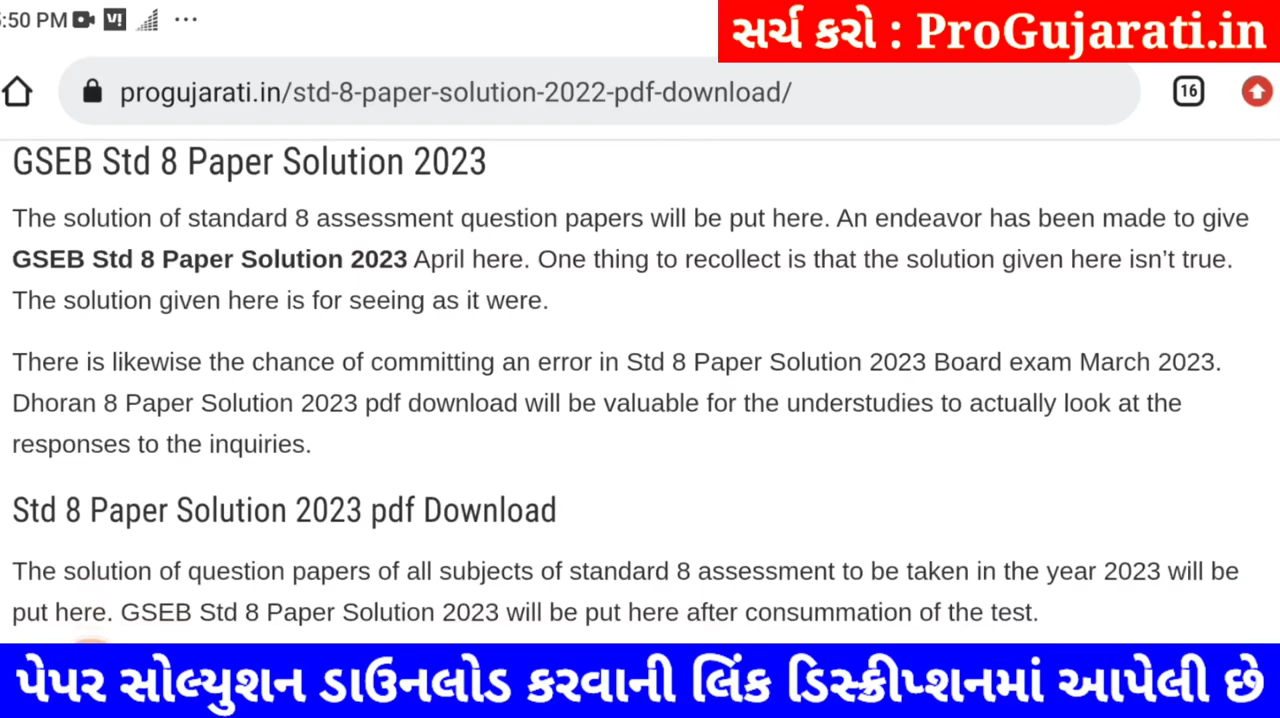 :50 PM
સર્ચ કરો : ProGujarati.in
progujarati.in/std-8-paper-solution-2022-pdf-download/
16
GSEB Std 8 Paper Solution 2023
The solution of standard 8 assessment question papers will be put here. An endeavor has been made to give
GSEB Std 8 Paper Solution 2023 April here. One thing to recollect is that the solution given here isn’t true.
The solution given here is for seeing as it were.
There is likewise the chance of committing an error in Std 8 Paper Solution 2023 Board exam March 2023.
Dhoran 8 Paper Solution 2023 pdf download will be valuable for the understudies to actually look at the
responses to the inquiries.
Std 8 Paper Solution 2023 pdf Download
The solution of question papers of all subjects of standard 8 assessment to be taken in the year 2023 will be
put here. GSEB Std 8 Paper Solution 2023 will be put here after consummation of the test.
પેપર સોલ્યુશન ડાઉનલોડ કરવાની લિંક ડિસ્ક્રીપ્શનમાં આપેલી છે